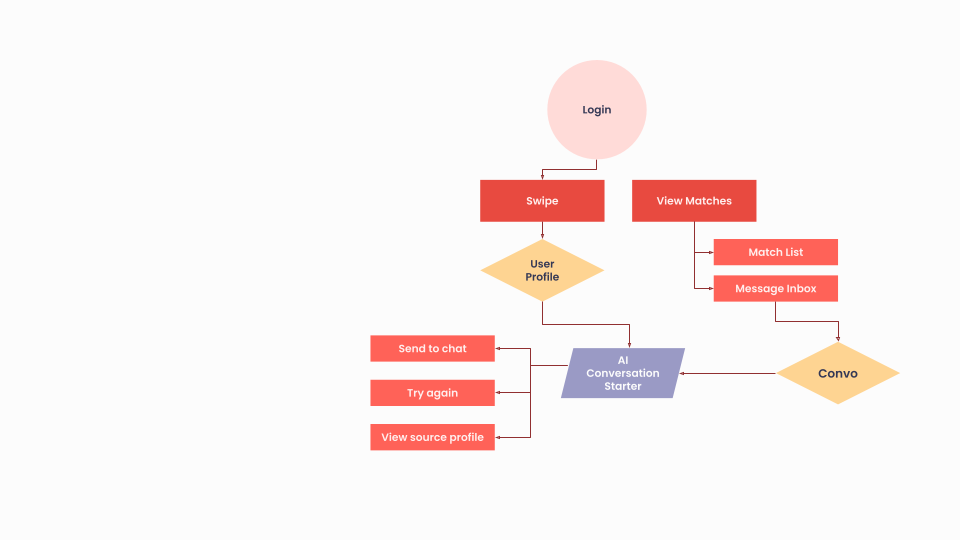 Login
Swipe
View Matches
Match List
User
Profile
Message Inbox
Send to chat
AI
Conversation
Starter
Convo
Try again
View source profile